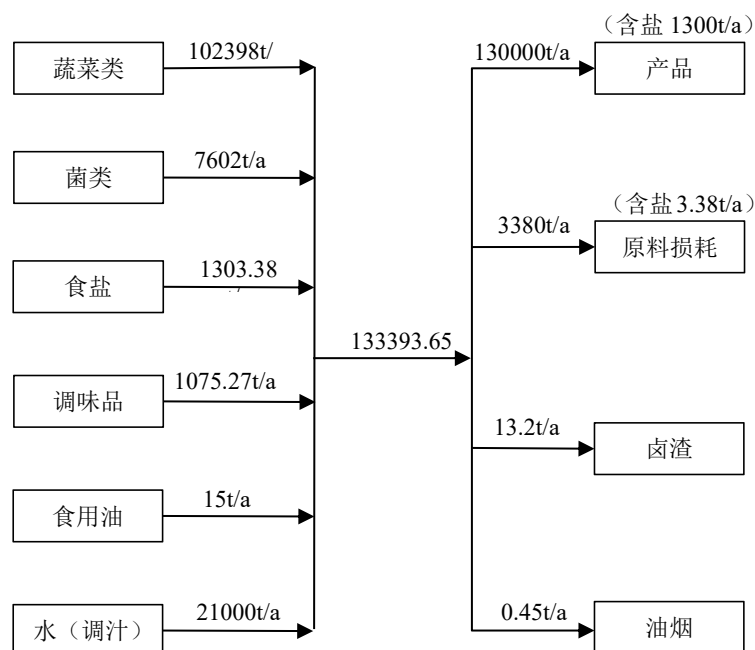 （含盐 1300t/a）
蔬菜类
102398t/
130000t/a
产品
菌类
7602t/a
（含盐 3.38t/a）
3380t/a
原料损耗
食盐
1303.38
133393.65
调味品
1075.27t/a
13.2t/a
卤渣
食用油
15t/a
水（调汁）
21000t/a
0.45t/a
油烟